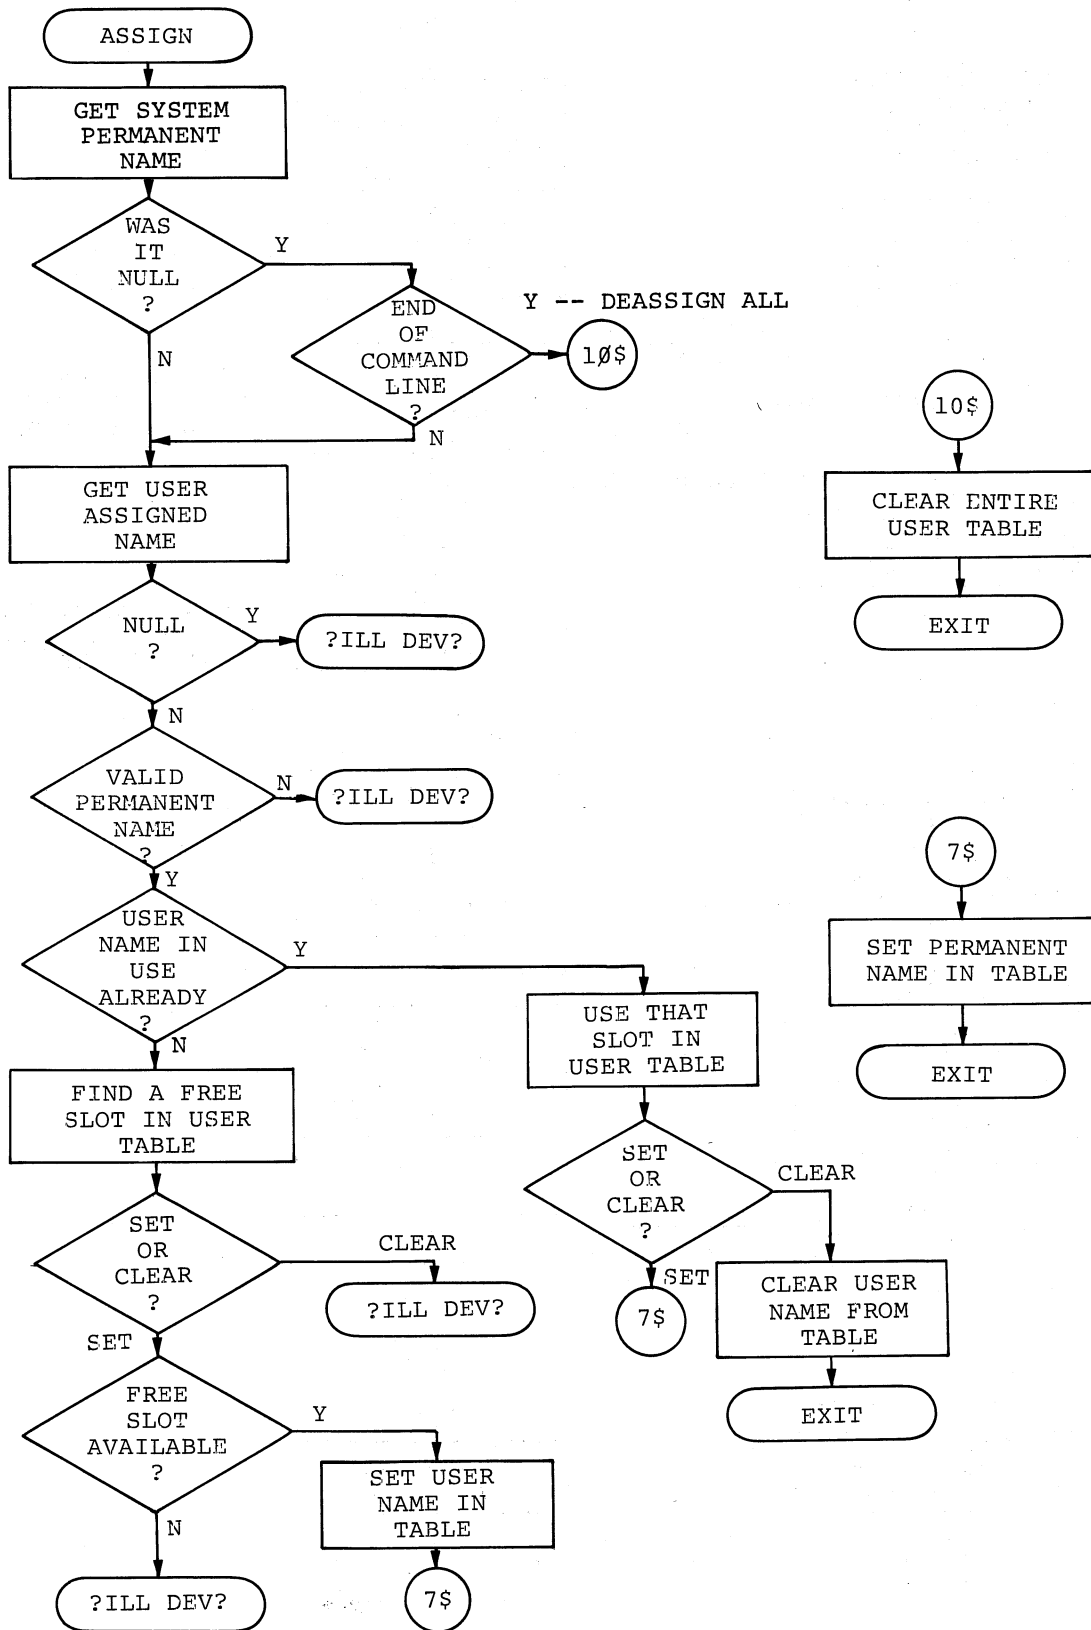 ASSIGN
GET SYSTEM
PERMANENT
NAME
WAS
IT
NULL
?
Y
N
END
OF
COMMAND
LINE
?
Y -- DEASSIGN ALL
1Ø$
N
GET USER
ASSIGNED
NAME
NULL
?
Y
?ILL DEV?
N
VALID
PERMANENT
NAME
?
N
?ILL DEV?
Y
USER
NAME IN
USE
ALREADY
?
Y
N
USE THAT
SLOT IN
USER TABLE
FIND A FREE
SLOT IN USER
TABLE
SET
OR
CLEAR
?
CLEAR
SET
7$
CLEAR USER
NAME FROM
TABLE
EXIT
SET
OR
CLEAR
?
CLEAR
?ILL DEV?
SET
FREE
SLOT
AVAILABLE
?
Y
SET USER
NAME IN
TABLE
7$
N
?ILL DEV?
10$
CLEAR ENTIRE
USER TABLE
EXIT
7$
SET PERMANENT
NAME IN TABLE
EXIT